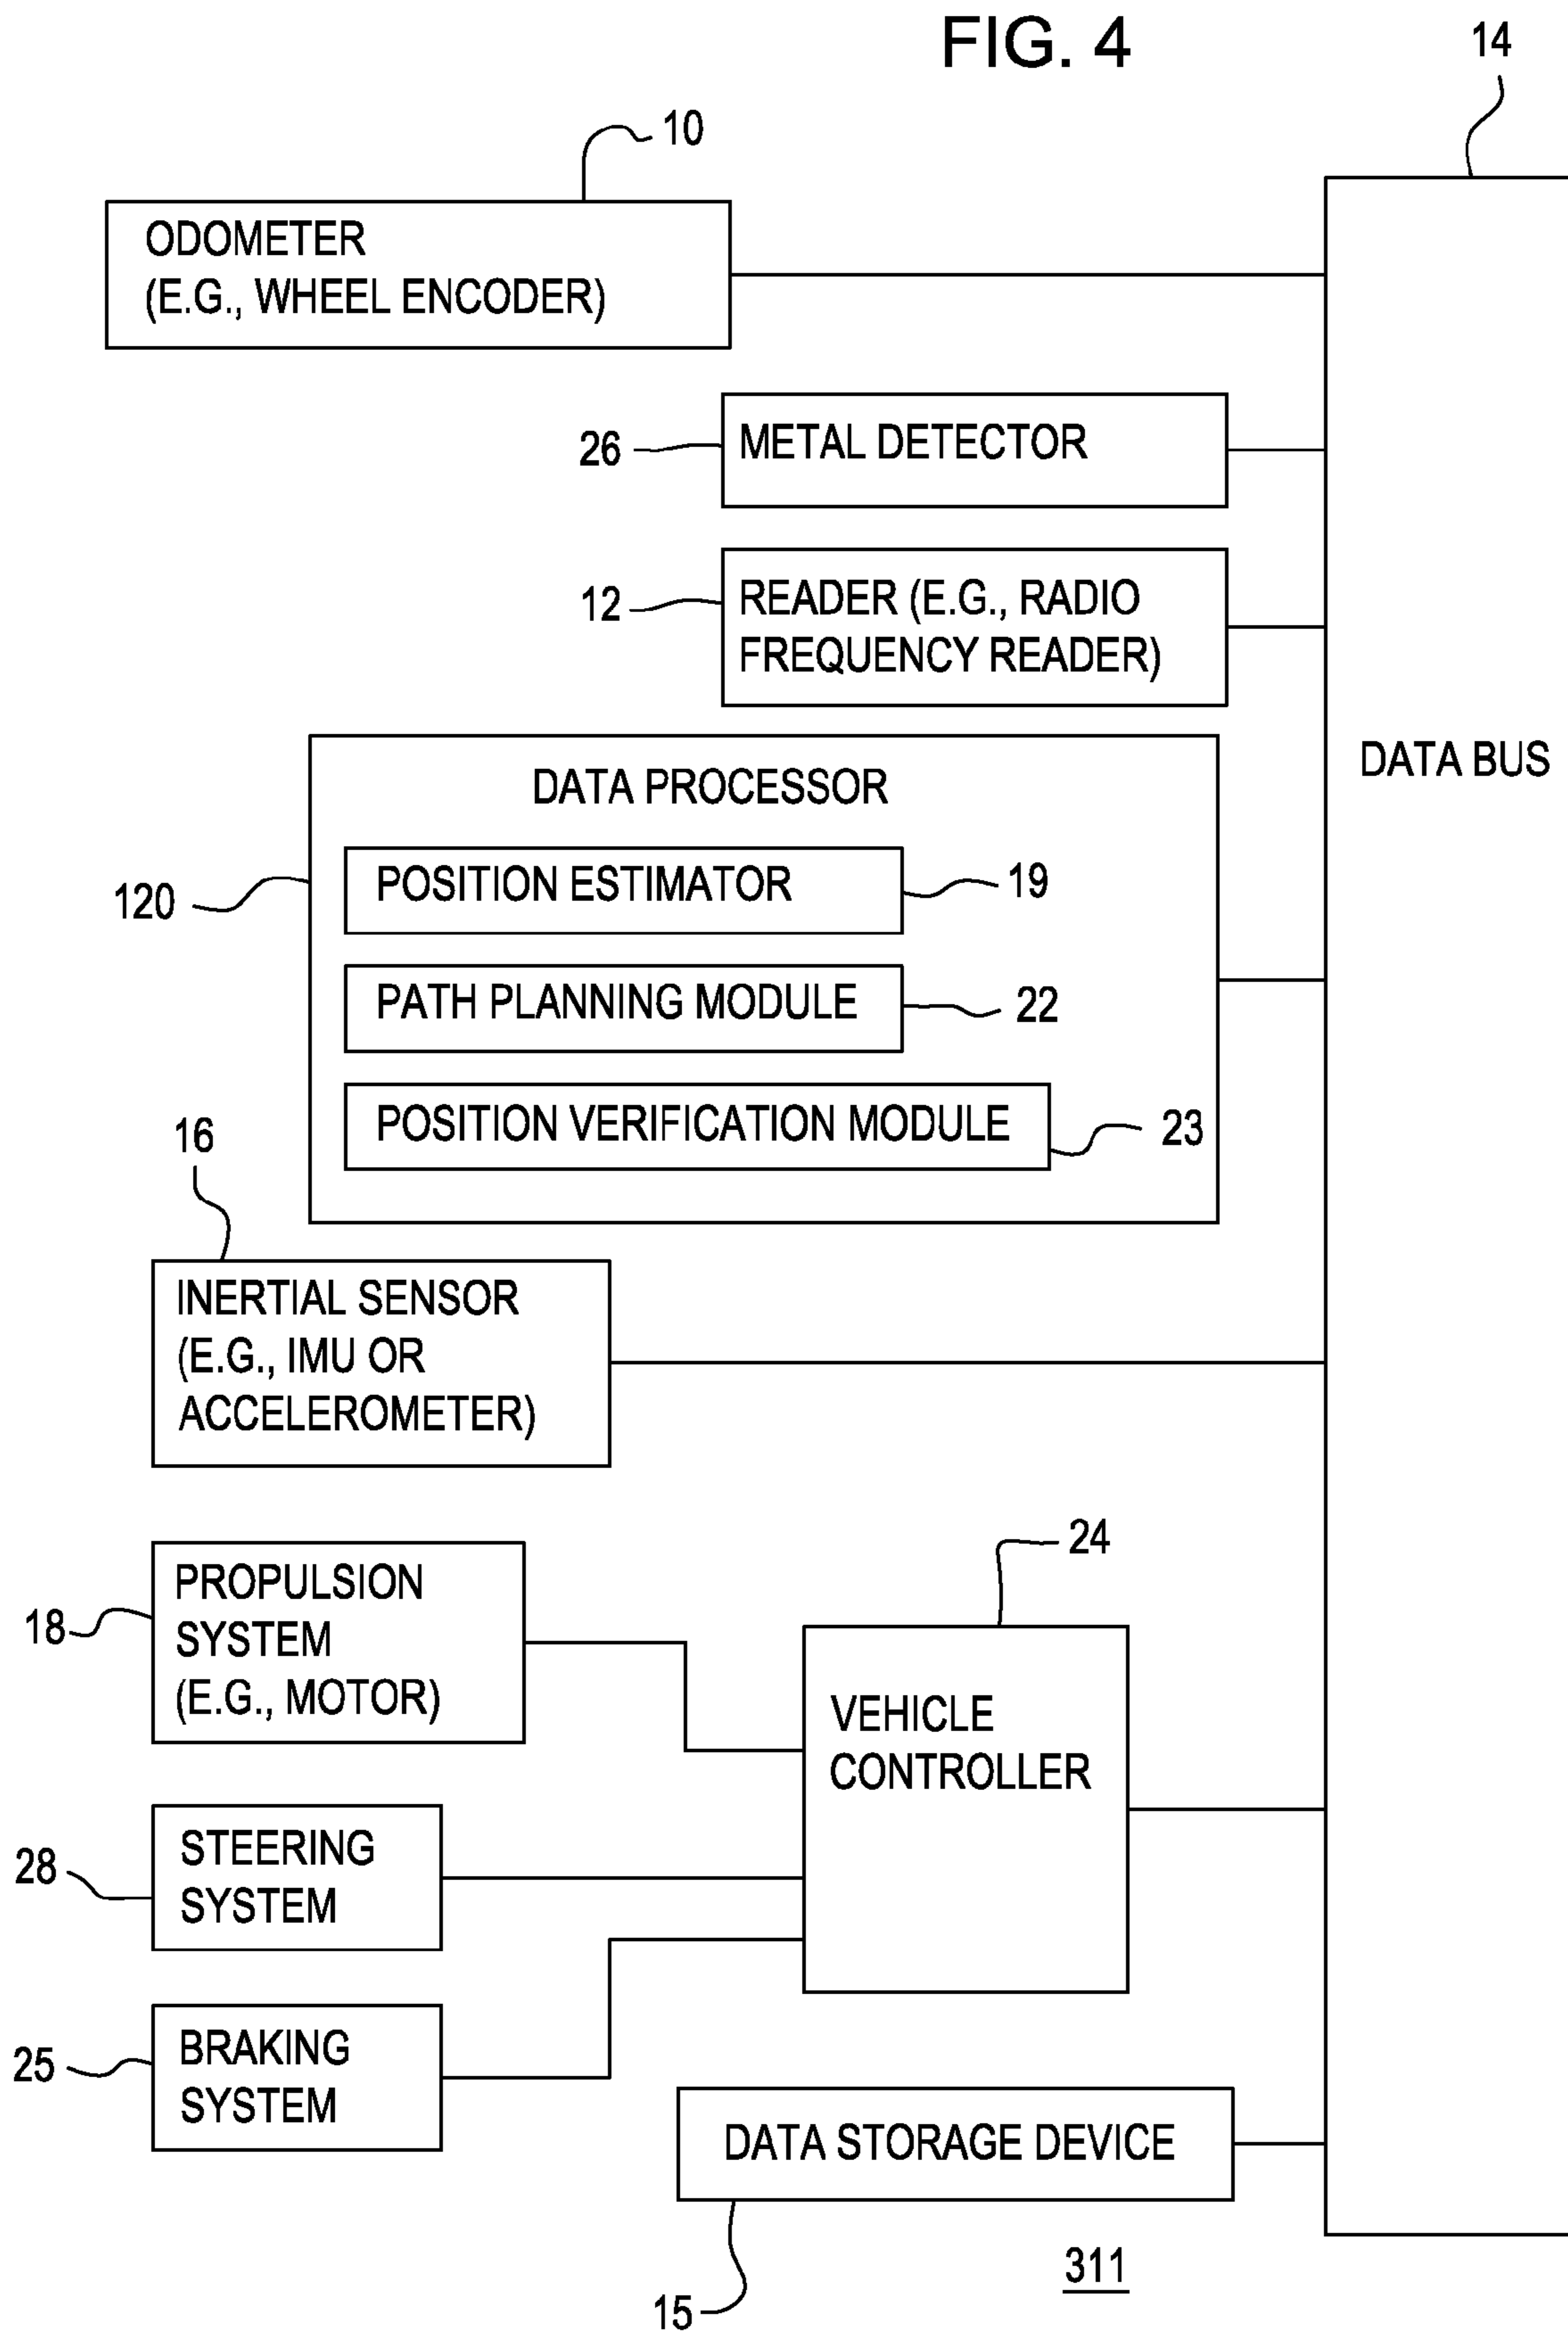 FIG. 4
14
10
ODOMETER
(E.G., WHEEL ENCODER)
26
METAL DETECTOR
12
READER (E.G., RADIO
FREQUENCY READER)
DATA BUS
DATA PROCESSOR
120
POSITION ESTIMATOR
19
PATH PLANNING MODULE
22
POSITION VERIFICATION MODULE
23
16
INERTIAL SENSOR
(E.G., IMU OR
ACCELEROMETER)
18
PROPULSION
SYSTEM
(E.G., MOTOR)
24
VEHICLE
CONTROLLER
28
STEERING
SYSTEM
25
BRAKING
SYSTEM
DATA STORAGE DEVICE
15
311